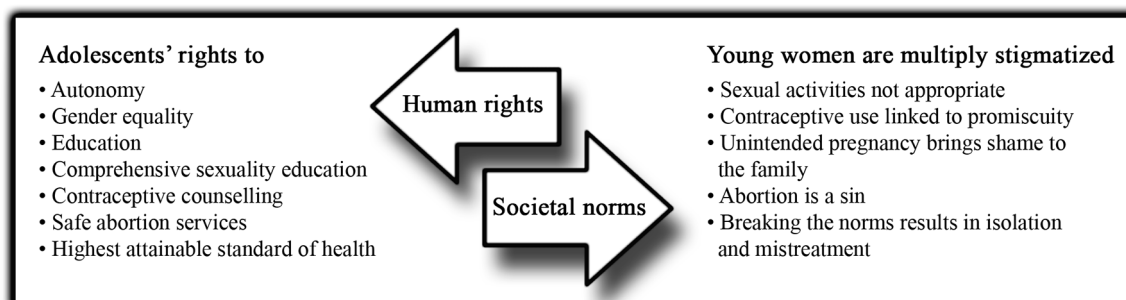 Adolescents' rights to
• Autonomy
• Gender equality
• Education
• Comprehensive sexuality education
• Contraceptive counselling
• Safe abortion services
• Highest attainable standard of health
Human rights
Societal norms
Young women are multiply stigmatized
• Sexual activities not appropriate
• Contraceptive use linked to promiscuity
• Unintended pregnancy brings shame to
the family
• Abortion is a sin
• Breaking the norms results in isolation
and mistreatment